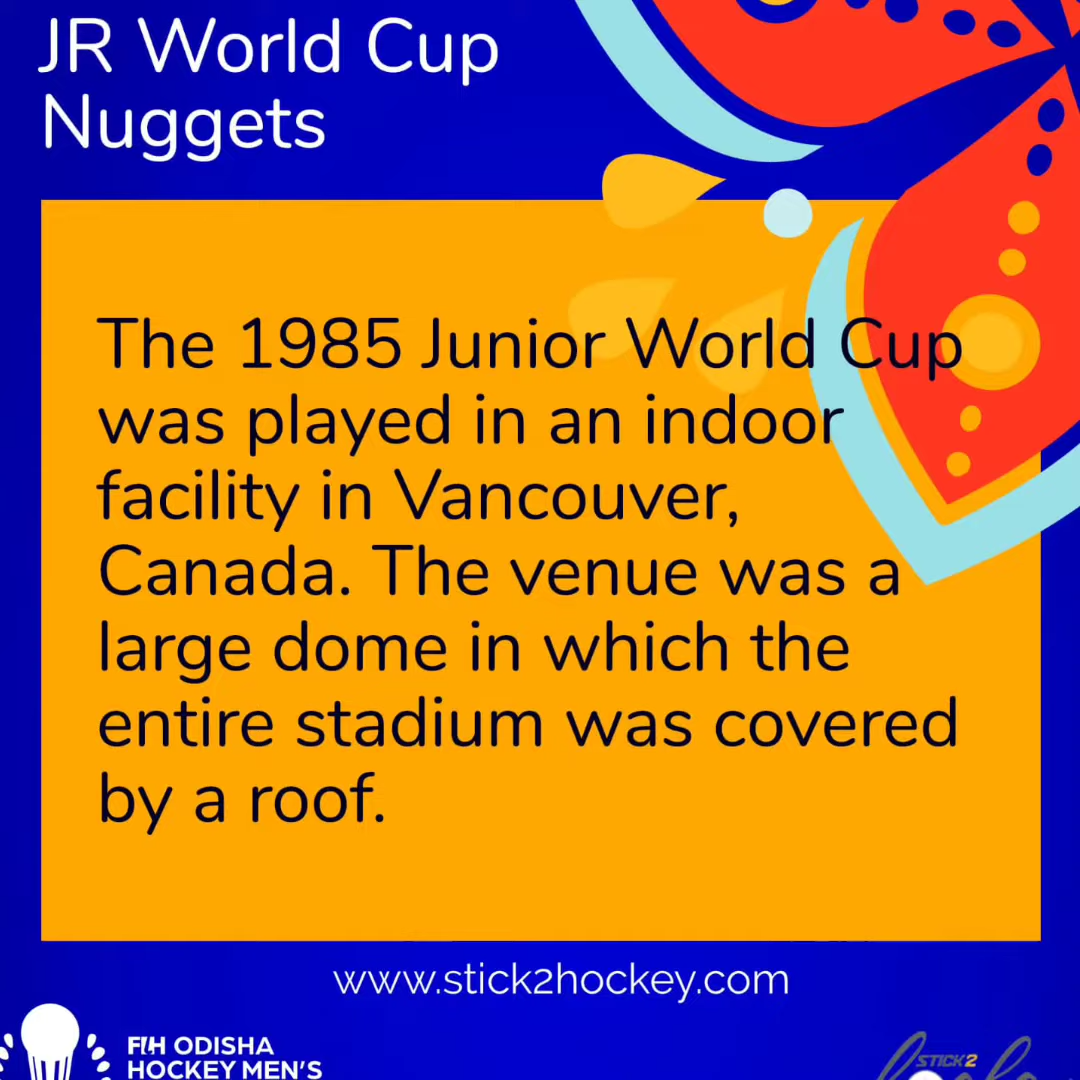 JR World Cup
Nuggets
The 1985 Junior World Cup
was played in an indoor
facility in Vancouver,
Canada. The venue was a
large dome in which the
entire stadium was covered
by a roof.
www.stick2hockey.com
FIH ODISHA
HOCKEY MEN'S
STICK2